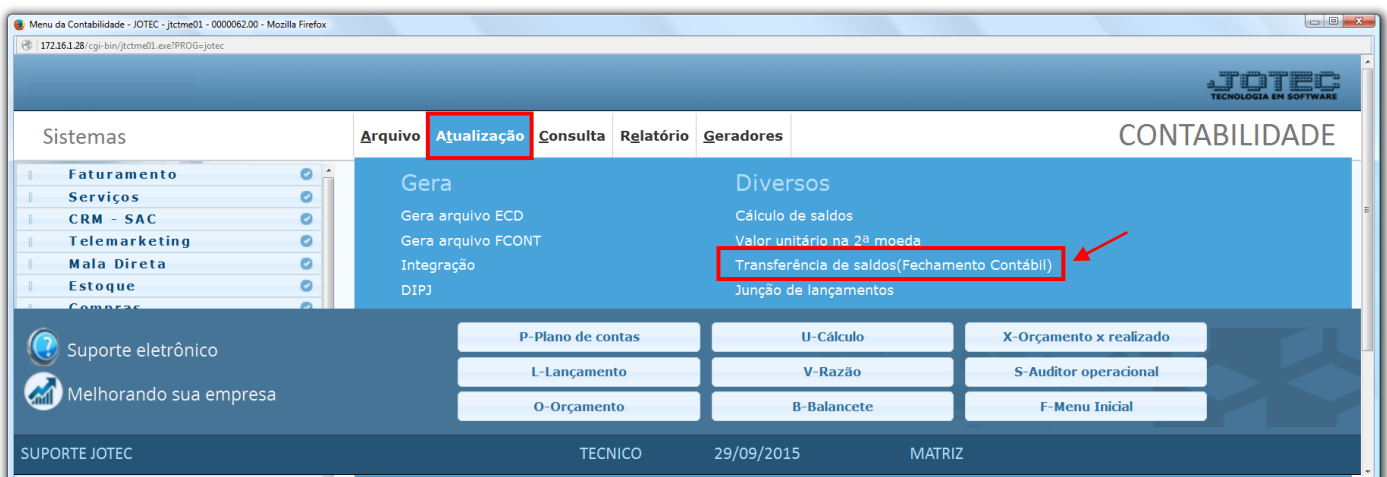 Menu da Contabilidade - JOTEC - jtctme01 - 0000062.00 - Mozilla Firefox
172.16.1.28/cgi-bin/jtctme01.exe?PROG=jotec
JOTEC
TECNOLOGIA EM SOFTWARE
Sistemas
Arquivo Atualização Consulta Relatório Geradores
CONTABILIDADE
Faturamento
Serviços
CRM - SAC
Telemarketing
Mala Direta
Estoque
Compras
Gera
Gera arquivo ECD
Gera arquivo FCONT
Integração
DIPJ
Diversos
Cálculo de saldos
Valor unitário na 2ª moeda
Transferência de saldos(Fechamento Contábil)
Junção de lançamentos
Suporte eletrônico
Melhorando sua empresa
P-Plano de contas U-Cálculo X-Orçamento x realizado
L-Lançamento V-Razão S-Auditor operacional
O-Orçamento B-Balancete F-Menu Inicial
SUPORTE JOTEC TECNICO 29/09/2015 MATRIZ